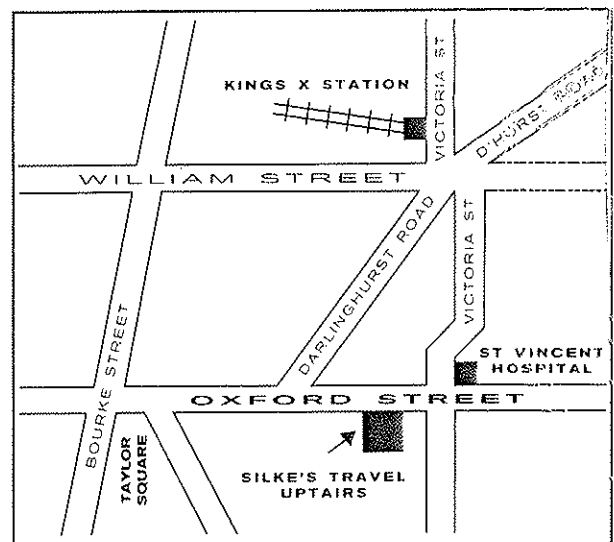 KINGS X STATION
VICTORIA ST
D'HURST ROAD
WILLIAM STREET
DARLINGHURST ROAD
VICTORIA ST
BOURKE STREET
ST VINCENT
HOSPITAL
OXFORD STREET
TAYLOR
SQUARE
SILKE'S TRAVEL
UPTAIRS